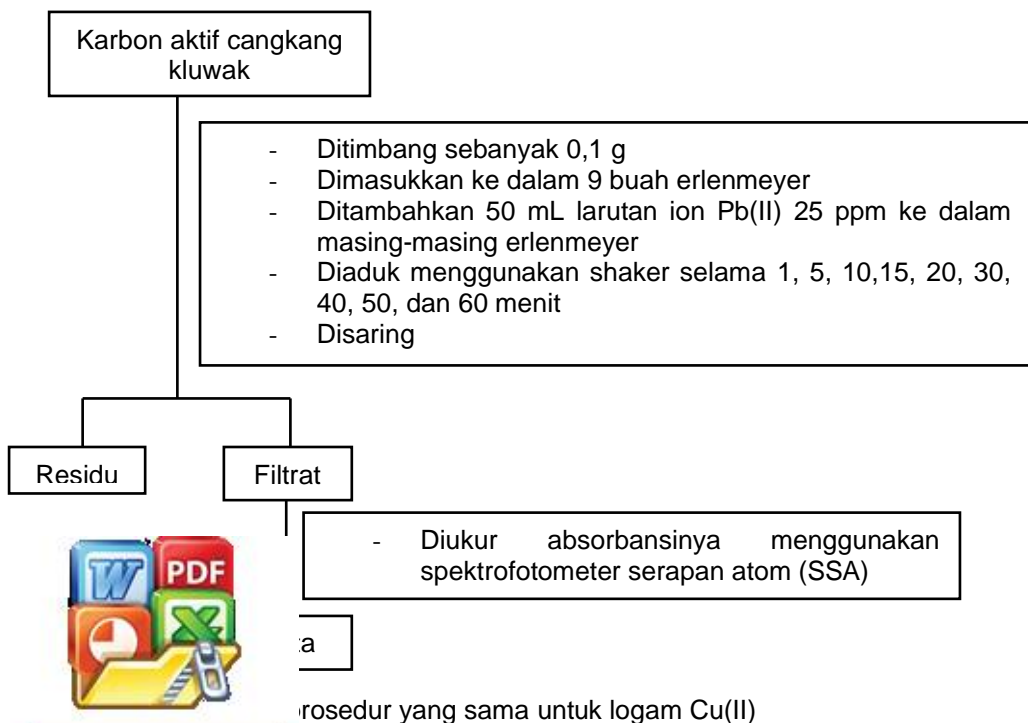 Karbon aktif cangkang
kluwak
- Ditimbang sebanyak 0,1 g
- Dimasukkan ke dalam 9 buah erlenmeyer
- Ditambahkan 50 mL larutan ion Pb(II) 25 ppm ke dalam
masing-masing erlenmeyer
- Diaduk menggunakan shaker selama 1, 5, 10,15, 20, 30,
40, 50, dan 60 menit
- Disaring
Residu
Filtrat
- Diukur absorbansinya menggunakan
spektrofotometer serapan atom (SSA)
W
PDF
X
yang sama untuk logam Cu(II)